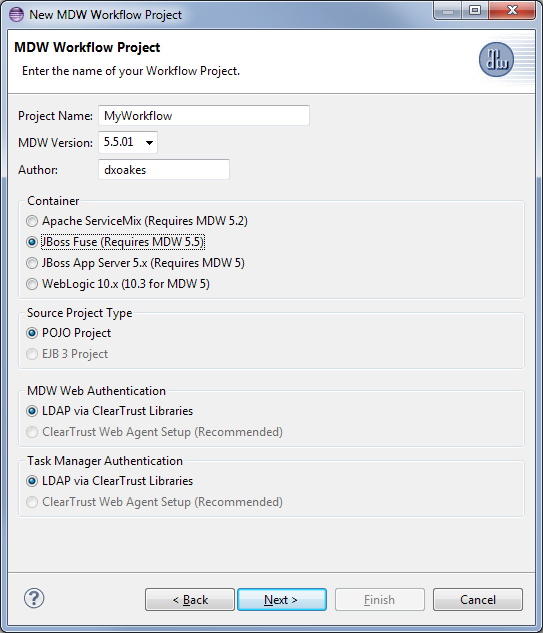 New MDW Workflow Project
MDW Workflow Project
Enter the name of your Workflow Project.
Project Name: MyWorkflow
MDW Version: 5.5.01
Author: dxoakes
Container
Apache ServiceMix (Requires MDW 5.2)
JBoss Fuse (Requires MDW 5.5)
JBoss App Server 5.x (Requires MDW 5)
WebLogic 10.x (10.3 for MDW 5)
Source Project Type
POJO Project
EJB 3 Project
MDW Web Authentication
LDAP via ClearTrust Libraries
ClearTrust Web Agent Setup (Recommended)
Task Manager Authentication
LDAP via ClearTrust Libraries
ClearTrust Web Agent Setup (Recommended)
? < Back Next > Finish Cancel